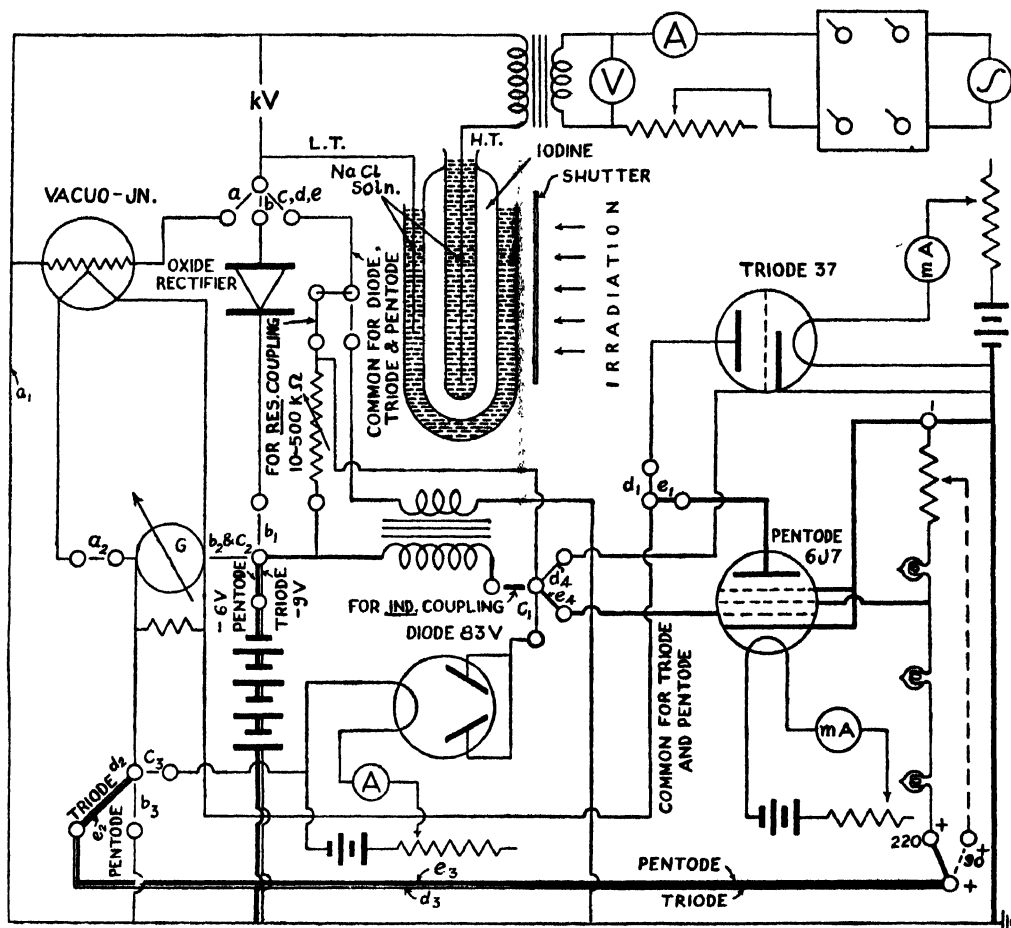 A
kV
V
L.T.
H.T.
IODINE
NaCl
Soln.
SHUTTER
VACUO-JN.
a
b
c,d,e
IRRADIATION
OXIDE
RECTIFIER
TRIODE 37
mA
COMMON FOR DIODE,
TRIODE & PENTODE
FOR RES. COUPLING
10-500 KΩ
a1
d1
e1
1
a2
G
b2&C2
b1
PENTODE
6J7
-6V
PENTODE
TRIODE
-9V
FOR IND. COUPLING
C1
d4
e4
DIODE 83V
COMMON FOR TRIODE
AND PENTODE
mA
A
TRIODE d2
C3
e2
PENTODE
b3
220
+
90
+
+
e3
d3
PENTODE
TRIODE